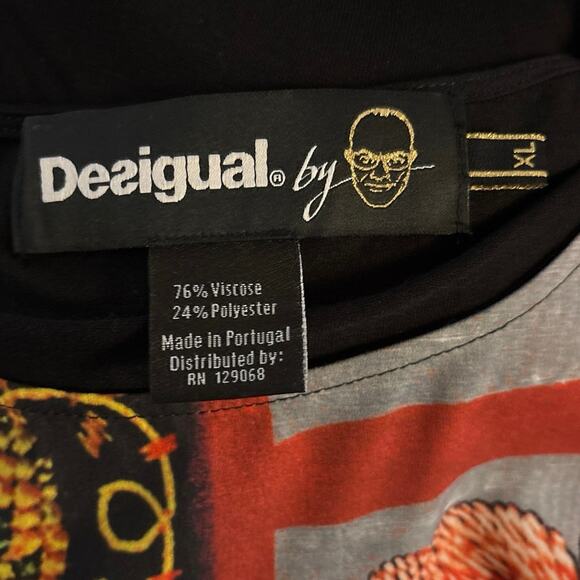 Desigual® by
XL
76% Viscose
24% Polyester
Made in Portugal
Distributed by:
RN 129068